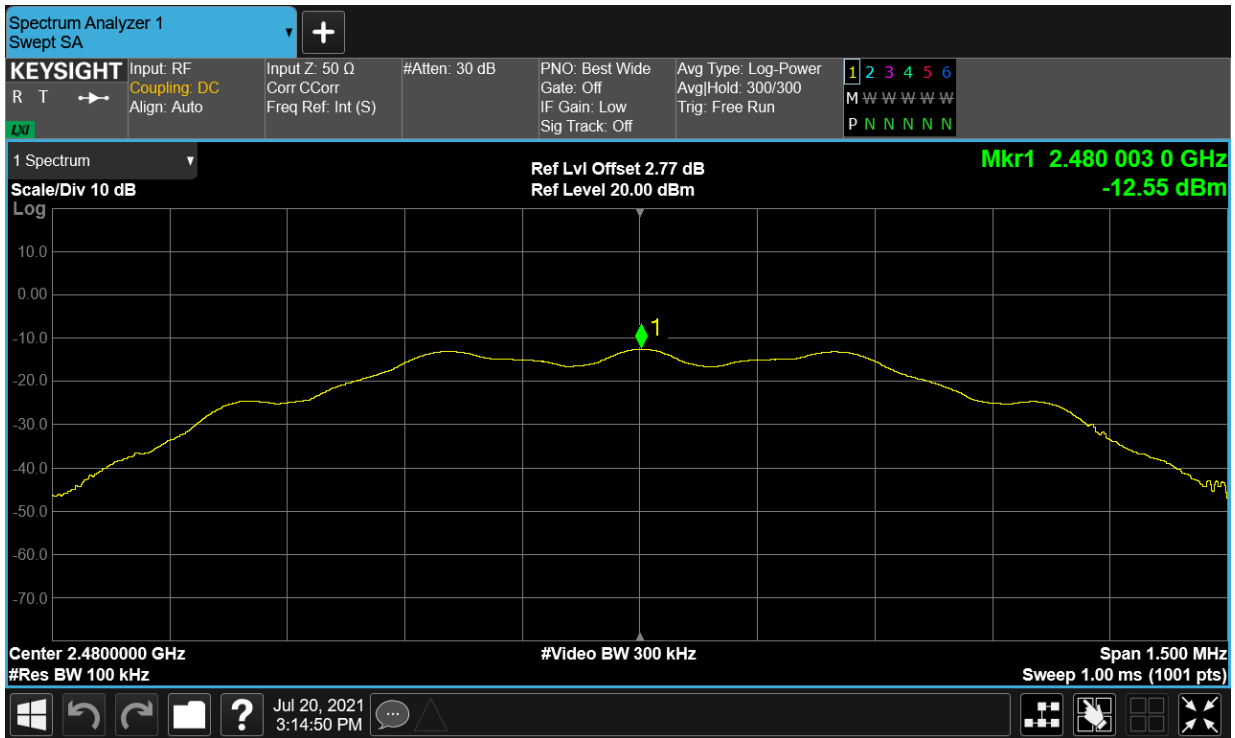 Spectrum Analyzer 1
Swept SA
+
KEYSIGHT
R T
LXI
Input: RF
Coupling: DC
Align: Auto
Input Z: 50 Ω
Corr CCorr
Freq Ref: Int (S)
#Atten: 30 dB
PNO: Best Wide
Gate: Off
IF Gain: Low
Sig Track: Off
Avg Type: Log-Power
Avg|Hold: 300/300
Trig: Free Run
1 2 3 4 5 6
M W W W W W
P N N N N N
1 Spectrum
Scale/Div 10 dB
Log
Ref Lvl Offset 2.77 dB
Ref Level 20.00 dBm
Mkr1 2.480 003 0 GHz
-12.55 dBm
10.0
0.00
-10.0
-20.0
-30.0
-40.0
-50.0
-60.0
-70.0
1
Center 2.4800000 GHz
#Res BW 100 kHz
#Video BW 300 kHz
Span 1.500 MHz
Sweep 1.00 ms (1001 pts)
?
Jul 20, 2021
3:14:50 PM